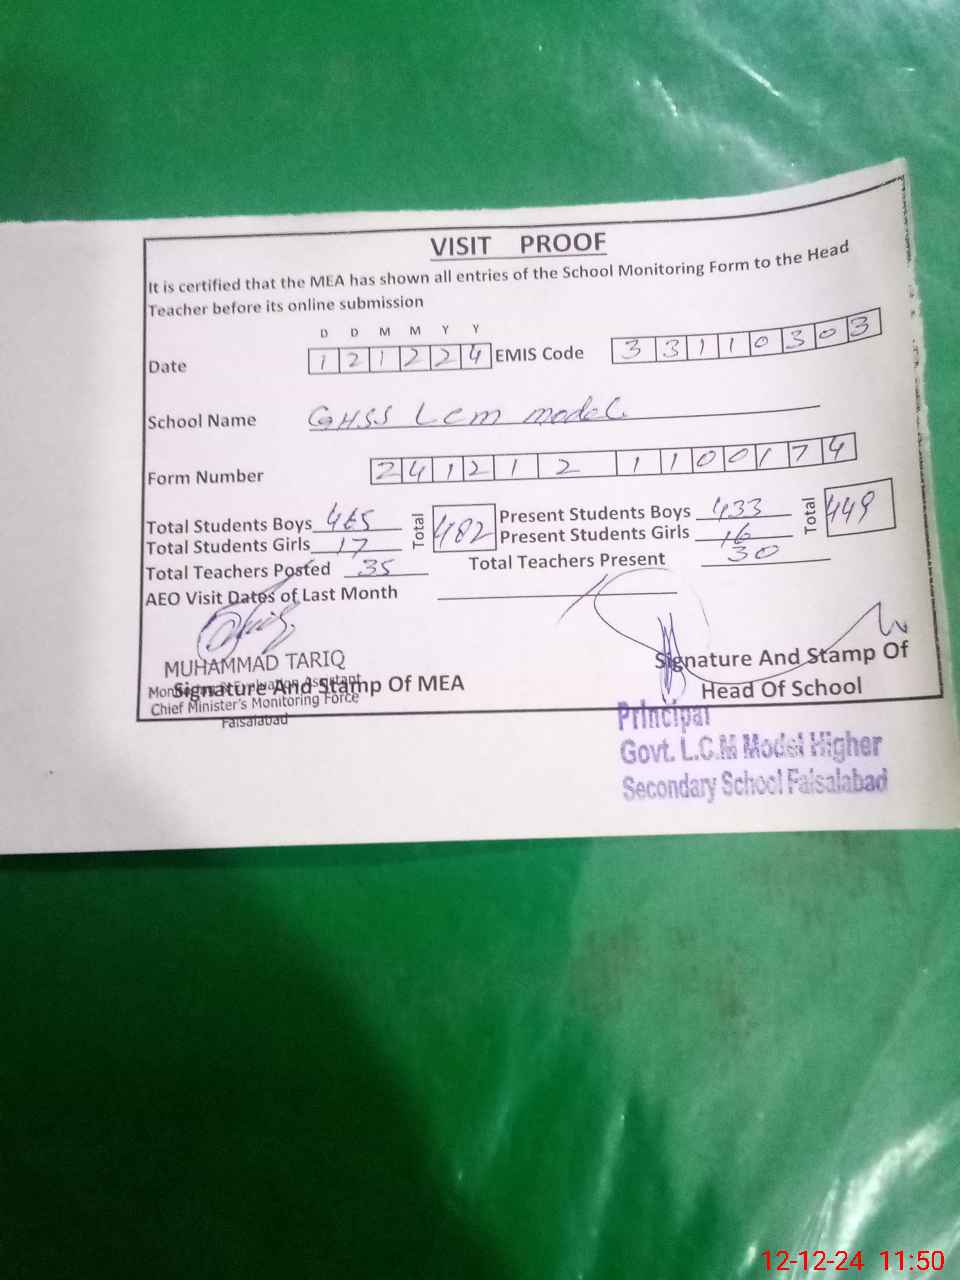 VISIT PROOF
It is certified that the MEA has shown all entries of the School Monitoring Form to the Head
Teacher before its online submission
D D M M Y Y
Date 1 2 1 2 2 4 EMIS Code 3 3 1 1 0 3 0 3
School Name GHSS LCM model
Form Number 2 4 1 2 1 2 1 1 0 0 1 7 4
Total Students Boys 465 Total 482 Present Students Boys 433 Total 449
Total Students Girls 17 Present Students Girls 16
Total Teachers Posted 35 Total Teachers Present 30
AEO Visit Dates of Last Month
MUHAMMAD TARIQ
Monitoring & Evaluation Assistant
Signature And Stamp Of MEA
Chief Minister's Monitoring Force
Faisalabad
Signature And Stamp Of
Head Of School
Principal
Govt. L.C.M Model Higher
Secondary School Faisalabad
12-12-24 11:50